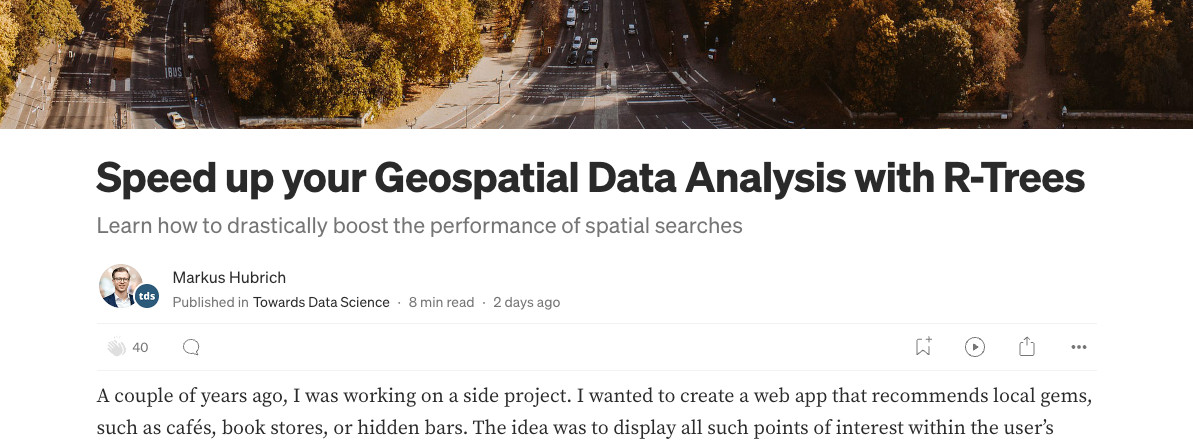 BUS
Speed up your Geospatial Data Analysis with R-Trees
Learn how to drastically boost the performance of spatial searches
Markus Hubrich
tds
Published in Towards Data Science · 8 min read · 2 days ago
40
A couple of years ago, I was working on a side project. I wanted to create a web app that recommends local gems,
such as cafés, book stores, or hidden bars. The idea was to display all such points of interest within the user’s